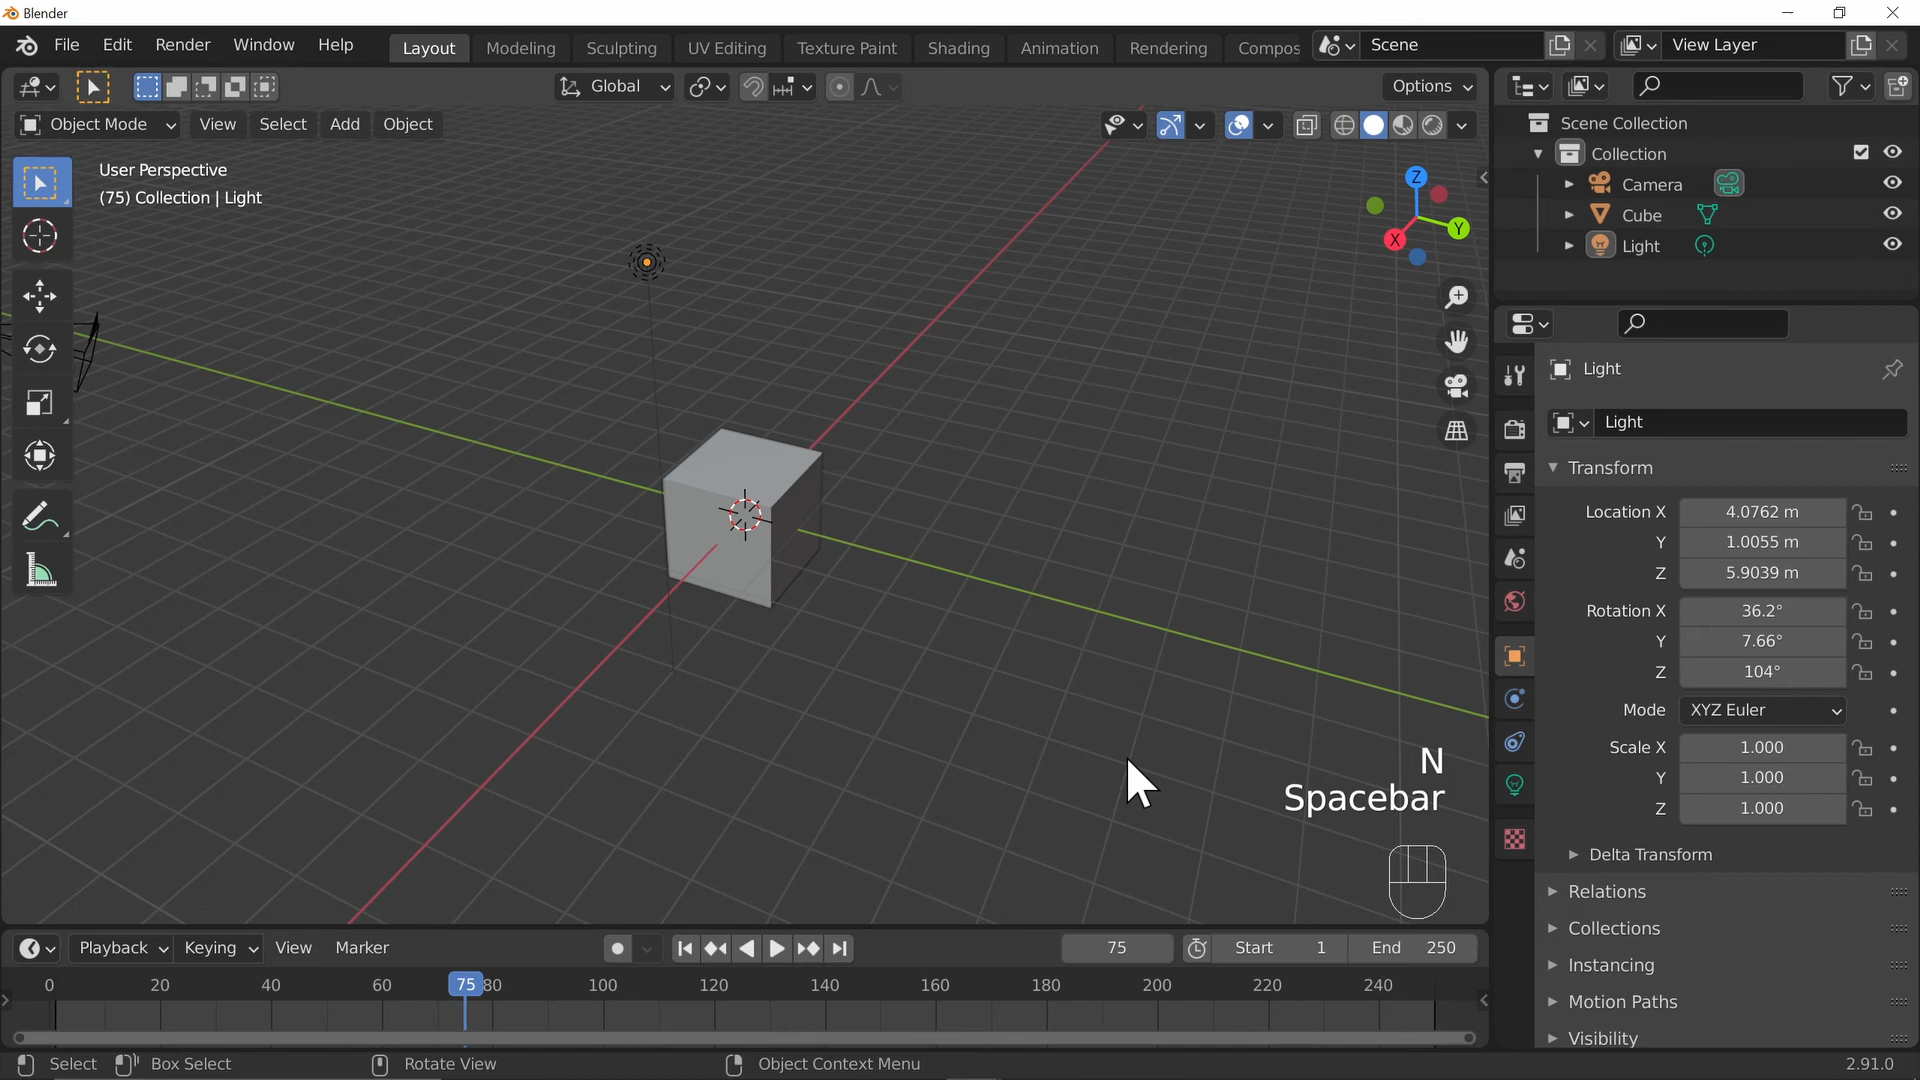 Blender
File Edit Render Window Help Layout Modeling Sculpting UV Editing Texture Paint Shading Animation Rendering Compos Scene View Layer
Global Options
Object Mode View Select Add Object
User Perspective
(75) Collection | Light
Z
Y
X
Scene Collection
Collection
Camera
Cube
Light
Light
Light
Transform
Location X 4.0762 m
Y 1.0055 m
Z 5.9039 m
Rotation X 36.2°
Y 7.66°
Z 104°
Mode XYZ Euler
Scale X 1.000
Y 1.000
Z 1.000
Delta Transform
Relations
Collections
Instancing
Motion Paths
Visibility
N
Spacebar
Playback Keying View Marker 75 Start 1 End 250
0 20 40 60 75 80 100 120 140 160 180 200 220 240
Select Box Select Rotate View Object Context Menu 2.91.0